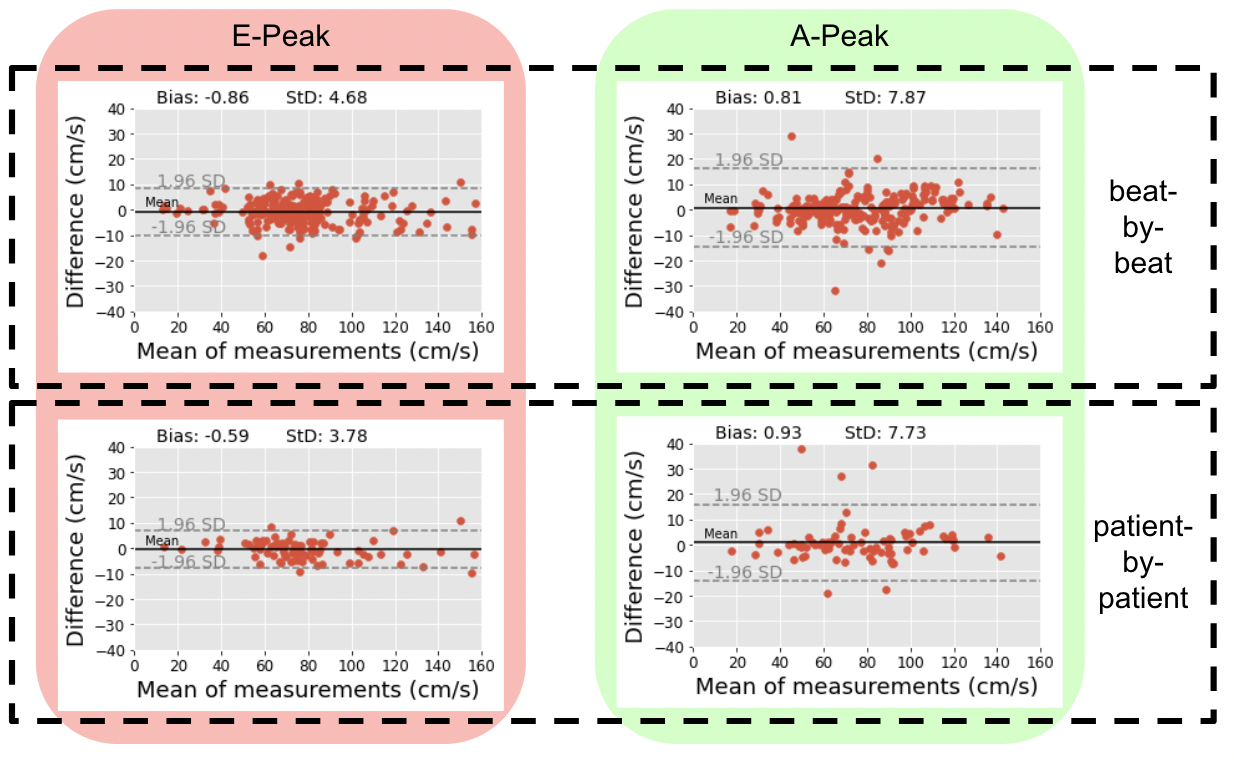 E-Peak
A-Peak
Bias: -0.86 StD: 4.68
Difference (cm/s)
40
30
20
10
0
−10
−20
−30
−40
1.96 SD
Mean
-1.96 SD
0 20 40 60 80 100 120 140 160
Mean of measurements (cm/s)
Bias: 0.81 StD: 7.87
Difference (cm/s)
40
30
20
10
0
−10
−20
−30
−40
1.96 SD
Mean
-1.96 SD
0 20 40 60 80 100 120 140 160
Mean of measurements (cm/s)
beat-
by-
beat
Bias: -0.59 StD: 3.78
Difference (cm/s)
40
30
20
10
0
−10
−20
−30
−40
1.96 SD
Mean
-1.96 SD
0 20 40 60 80 100 120 140 160
Mean of measurements (cm/s)
Bias: 0.93 StD: 7.73
Difference (cm/s)
40
30
20
10
0
−10
−20
−30
−40
1.96 SD
Mean
-1.96 SD
0 20 40 60 80 100 120 140 160
Mean of measurements (cm/s)
patient-
by-
patient